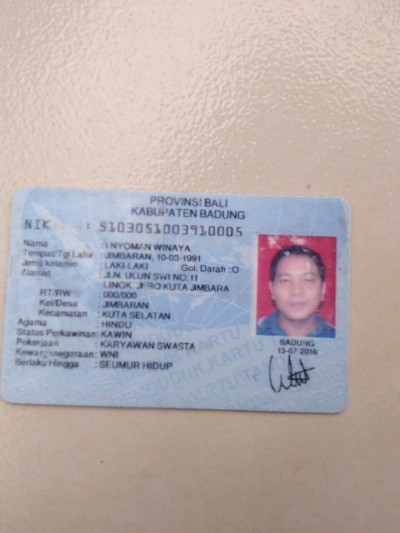 PROVINSI BALI
KABUPATEN BADUNG
NIK : 5103051003910005
Nama : I NYOMAN WINAYA
Tempat/Tgl Lahir : JIMBARAN, 10-03-1991
Jenis kelamin : LAKI-LAKI Gol. Darah :O
Alamat : JLN. ULUN SWI NO.11
LINGK. JERO KUTA JIMBARA
RT/RW : 000/000
Kel/Desa : JIMBARAN
Kecamatan : KUTA SELATAN
Agama : HINDU
Status Perkawinan: KAWIN
Pekerjaan : KARYAWAN SWASTA
Kewarganegaraan: WNI
Berlaku Hingga : SEUMUR HIDUP
BADUNG
13-07-2016